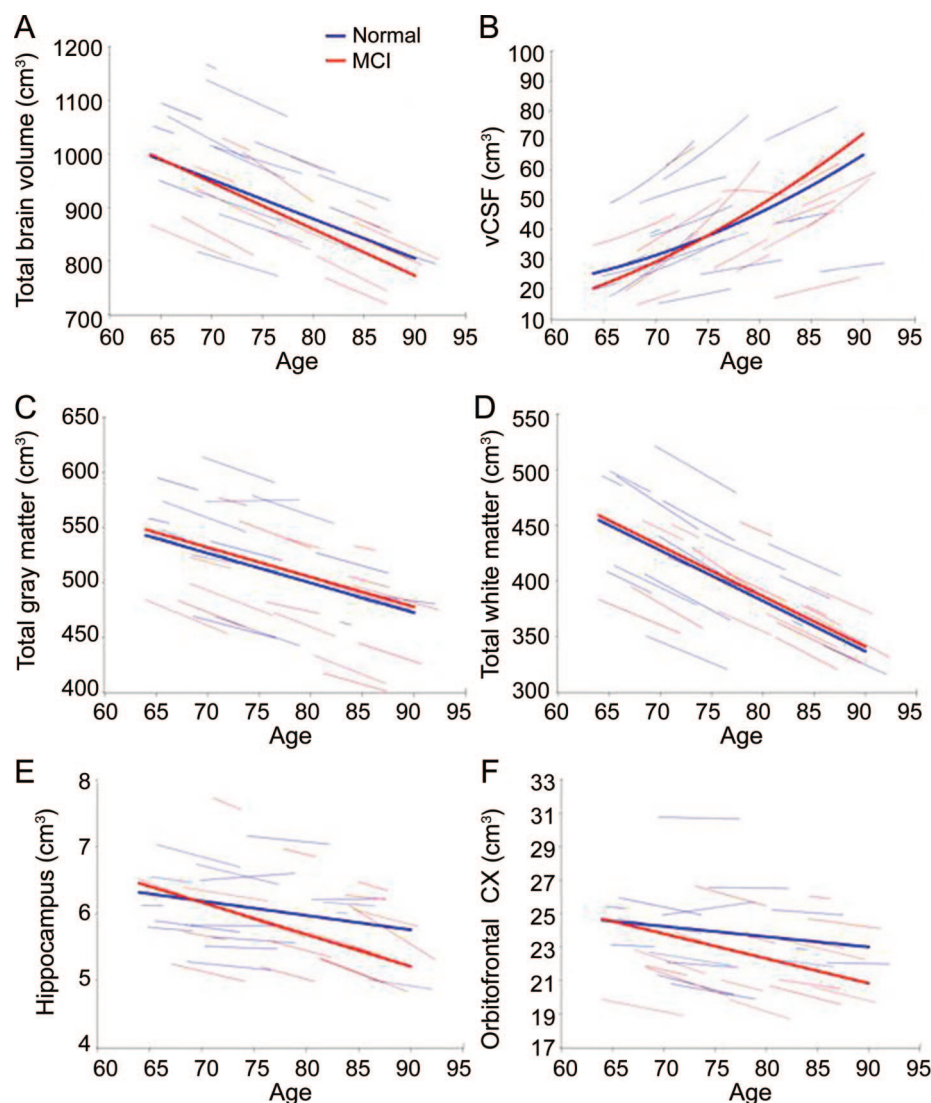 A
Total brain volume (cm³)
1200
1100
1000
900
800
700
60 65 70 75 80 85 90 95
Age
Normal
MCI
B
vCSF (cm³)
100
90
80
70
60
50
40
30
20
10
60 65 70 75 80 85 90 95
Age
C
Total gray matter (cm³)
650
600
550
500
450
400
60 65 70 75 80 85 90 95
Age
D
Total white matter (cm³)
550
500
450
400
350
300
60 65 70 75 80 85 90 95
Age
E
Hippocampus (cm³)
8
7
6
5
4
60 65 70 75 80 85 90 95
Age
F
Orbitofrontal CX (cm³)
33
31
29
27
25
23
21
19
17
60 65 70 75 80 85 90 95
Age